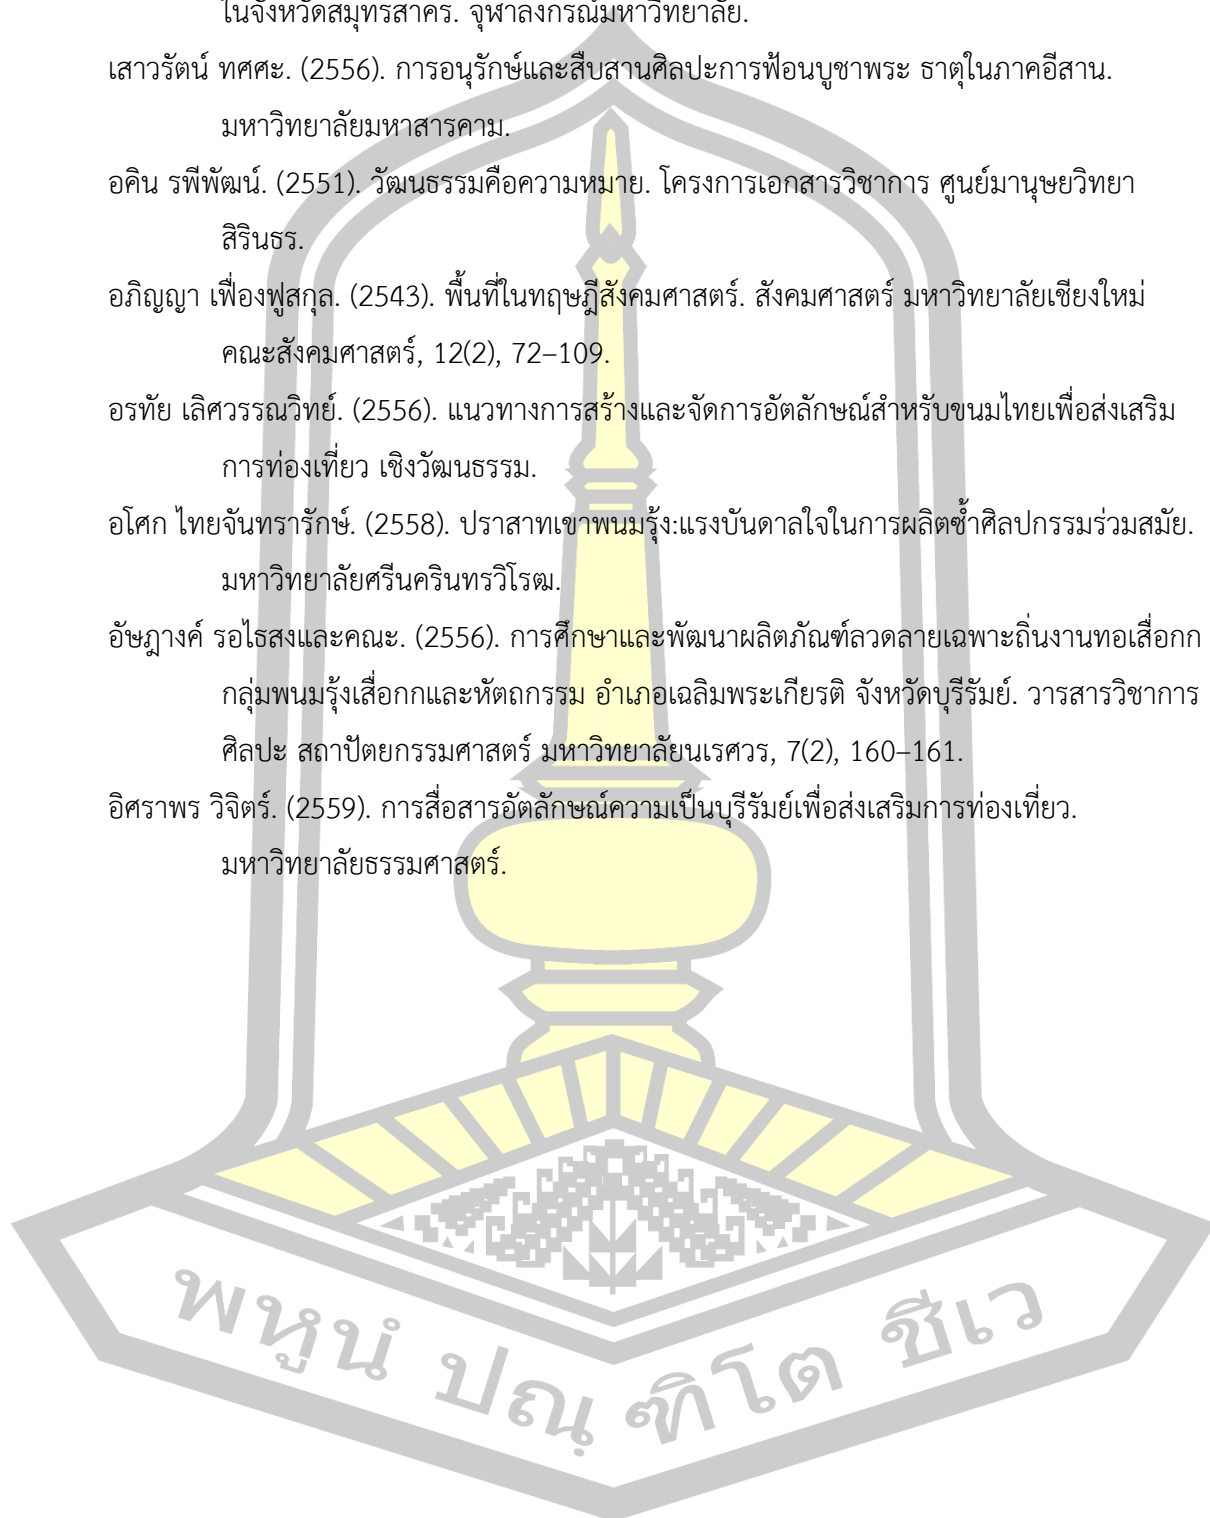 ในจังหวัดสมุทรสาคร. จุฬาลงกรณ์มหาวิทยาลัย.
เสาวรัตน์ ทศศะ. (2556). การอนุรักษ์และสืบสานศิลปะการฟ้อนบูชาพระ ธาตุในภาคอีสาน.
มหาวิทยาลัยมหาสารคาม.
อคิน รพีพัฒน์. (2551). วัฒนธรรมคือความหมาย. โครงการเอกสารวิชาการ ศูนย์มานุษยวิทยา
สิรินธร.
อภิญญา เฟื่องฟูสกุล. (2543). พื้นที่ในทฤษฎีสังคมศาสตร์. สังคมศาสตร์ มหาวิทยาลัยเชียงใหม่
คณะสังคมศาสตร์, 12(2), 72–109.
อรทัย เลิศวรรณวิทย์. (2556). แนวทางการสร้างและจัดการอัตลักษณ์สำหรับขนมไทยเพื่อส่งเสริม
การท่องเที่ยว เชิงวัฒนธรรม.
อโศก ไทยจันทรารักษ์. (2558). ปราสาทเขาพนมรุ้ง:แรงบันดาลใจในการผลิตซ้ำศิลปกรรมร่วมสมัย.
มหาวิทยาลัยศรีนครินทรวิโรฒ.
อัษฎางค์ รอไธสงและคณะ. (2556). การศึกษาและพัฒนาผลิตภัณฑ์ลวดลายเฉพาะถิ่นงานทอเสื่อกก
กลุ่มพนมรุ้งเสื่อกกและหัตถกรรม อำเภอเฉลิมพระเกียรติ จังหวัดบุรีรัมย์. วารสารวิชาการ
ศิลปะ สถาปัตยกรรมศาสตร์ มหาวิทยาลัยนเรศวร, 7(2), 160–161.
อิศราพร วิจิตร์. (2559). การสื่อสารอัตลักษณ์ความเป็นบุรีรัมย์เพื่อส่งเสริมการท่องเที่ยว.
มหาวิทยาลัยธรรมศาสตร์.
พหูนํ ปณฺฑิโต ชีเว